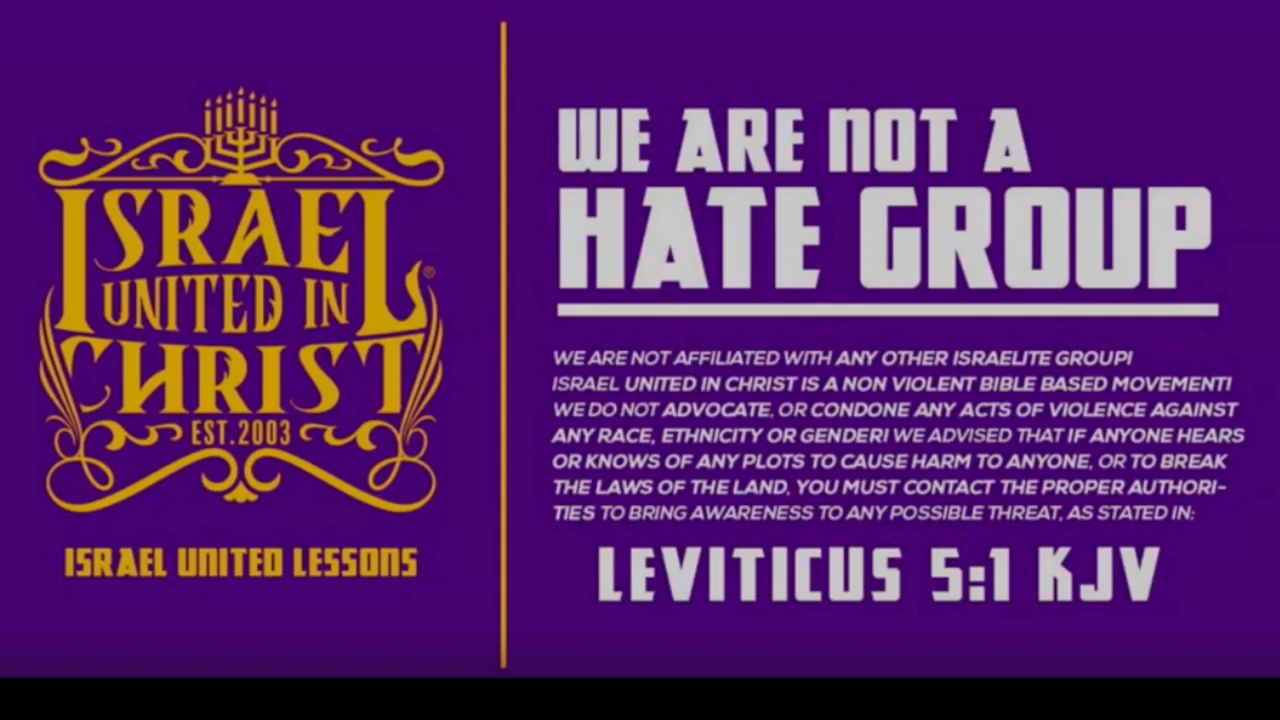 ISRAEL
UNITED IN
CHRIST®
EST.2003
ISRAEL UNITED LESSONS
WE ARE NOT A
HATE GROUP
WE ARE NOT AFFILIATED WITH ANY OTHER ISRAELITE GROUP!
ISRAEL UNITED IN CHRIST IS A NON VIOLENT BIBLE BASED MOVEMENT!
WE DO NOT ADVOCATE, OR CONDONE ANY ACTS OF VIOLENCE AGAINST
ANY RACE, ETHNICITY OR GENDER! WE ADVISED THAT IF ANYONE HEARS
OR KNOWS OF ANY PLOTS TO CAUSE HARM TO ANYONE, OR TO BREAK
THE LAWS OF THE LAND, YOU MUST CONTACT THE PROPER AUTHORI-
TIES TO BRING AWARENESS TO ANY POSSIBLE THREAT, AS STATED IN:
LEVITICUS 5:1 KJV